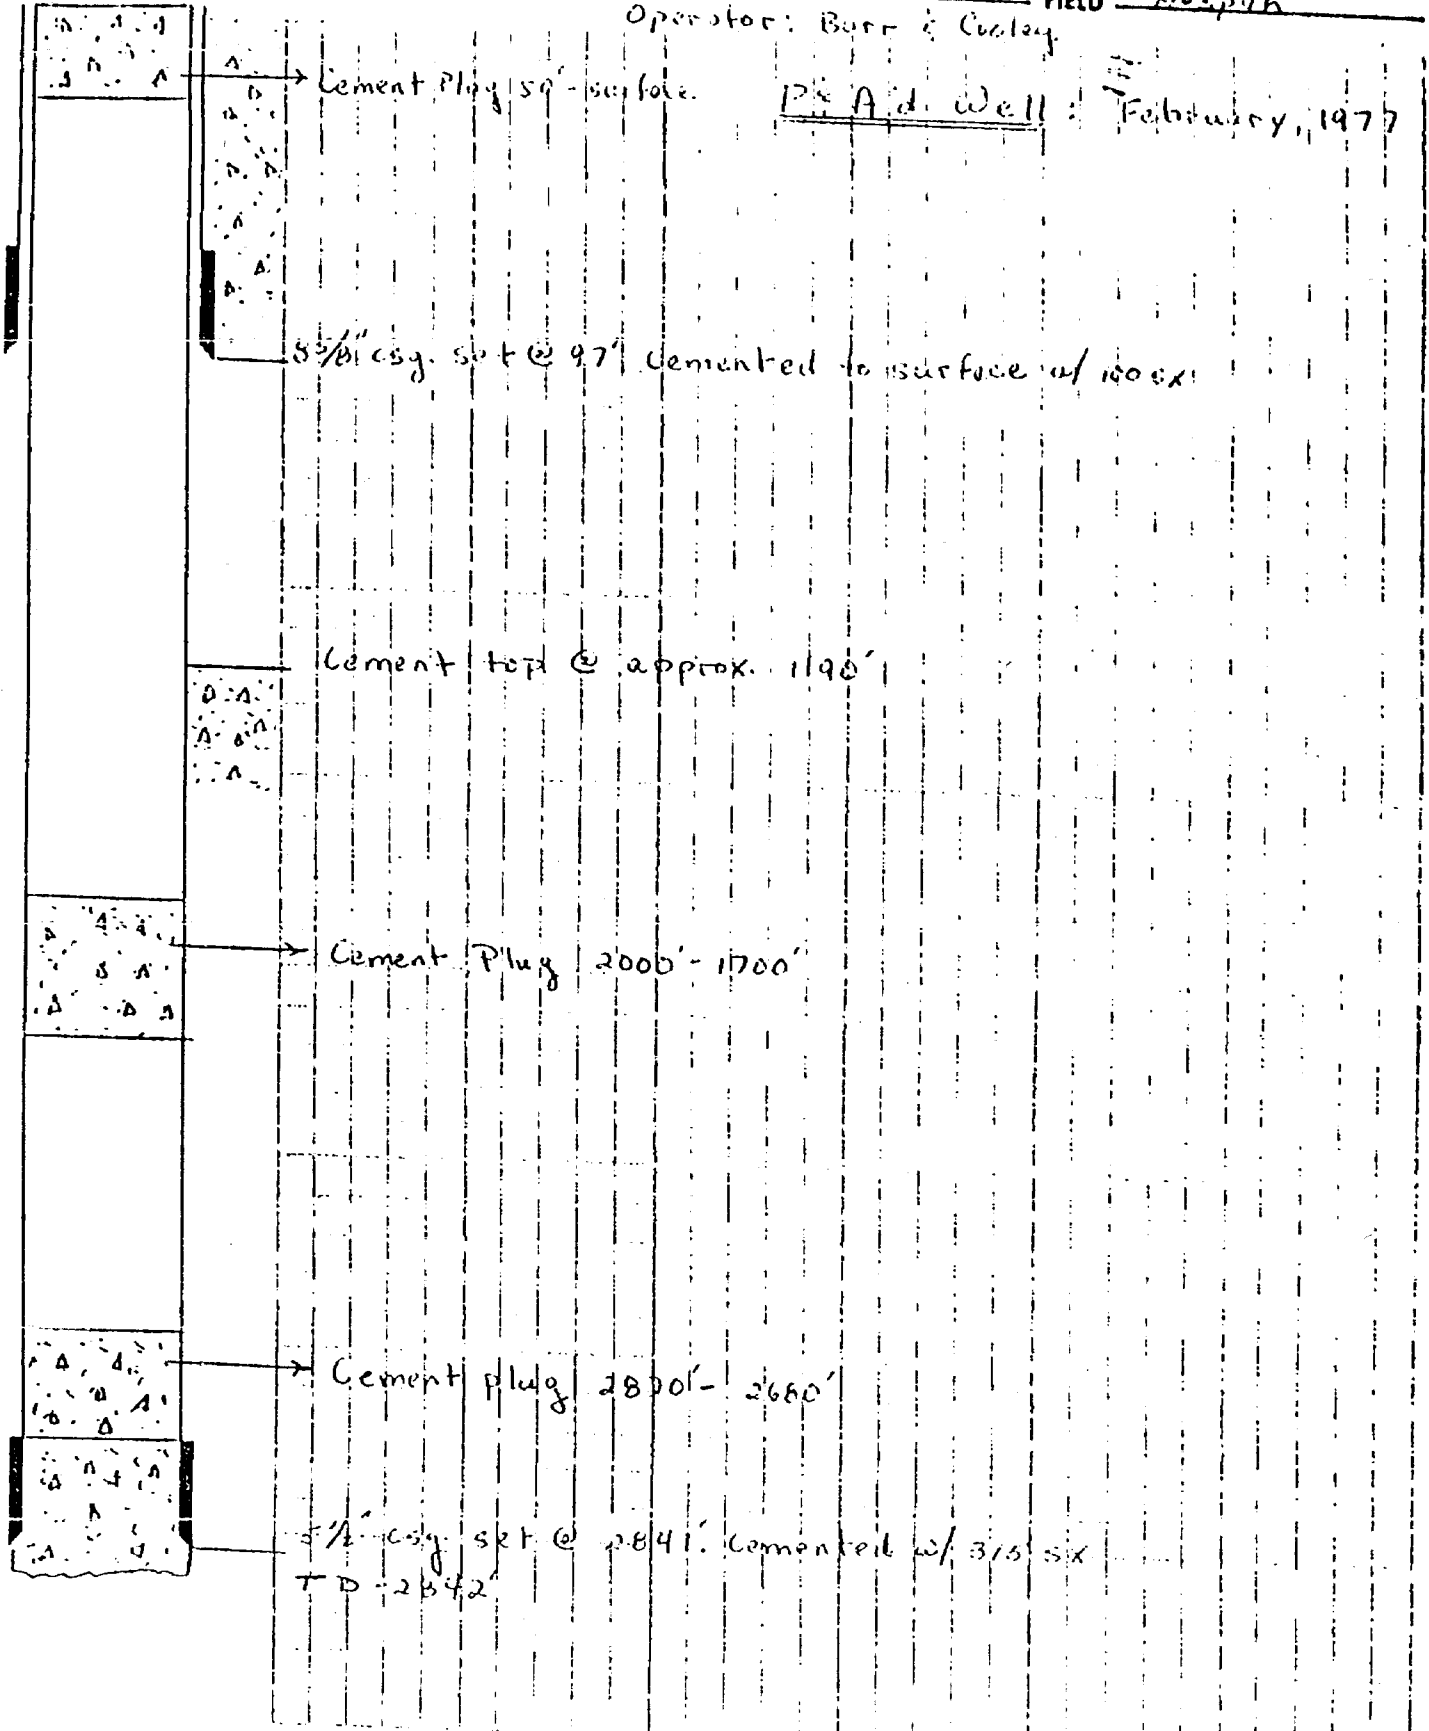 FIELD
Operator: Burr & Cooley
Cement Plug 50' - surface.
P & A'd. Well : February, 1977
8 5/8" csg. set @ 97' Cemented to surface w/ 100 sx
Cement top @ approx. 1190'
Cement Plug 2000' - 1700'
Cement plug 2800' - 2680'
5 1/2" csg. set @ 2841'. Cemented w/ 375 sx
TD - 2842'